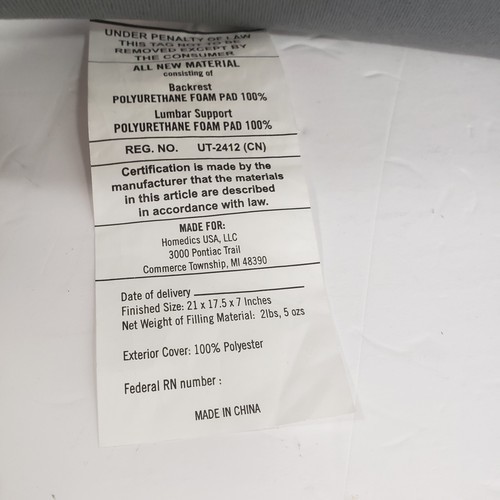 UNDER PENALTY OF LAW
THIS TAG NOT TO BE
REMOVED EXCEPT BY
THE CONSUMER
ALL NEW MATERIAL
consisting of
Backrest
POLYURETHANE FOAM PAD 100%
Lumbar Support
POLYURETHANE FOAM PAD 100%
REG. NO. UT-2412 (CN)
Certification is made by the
manufacturer that the materials
in this article are described
in accordance with law.
MADE FOR:
Homedics USA, LLC
3000 Pontiac Trail
Commerce Township, MI 48390
Date of delivery
Finished Size: 21 x 17.5 x 7 Inches
Net Weight of Filling Material: 2lbs, 5 ozs
Exterior Cover: 100% Polyester
Federal RN number :
MADE IN CHINA